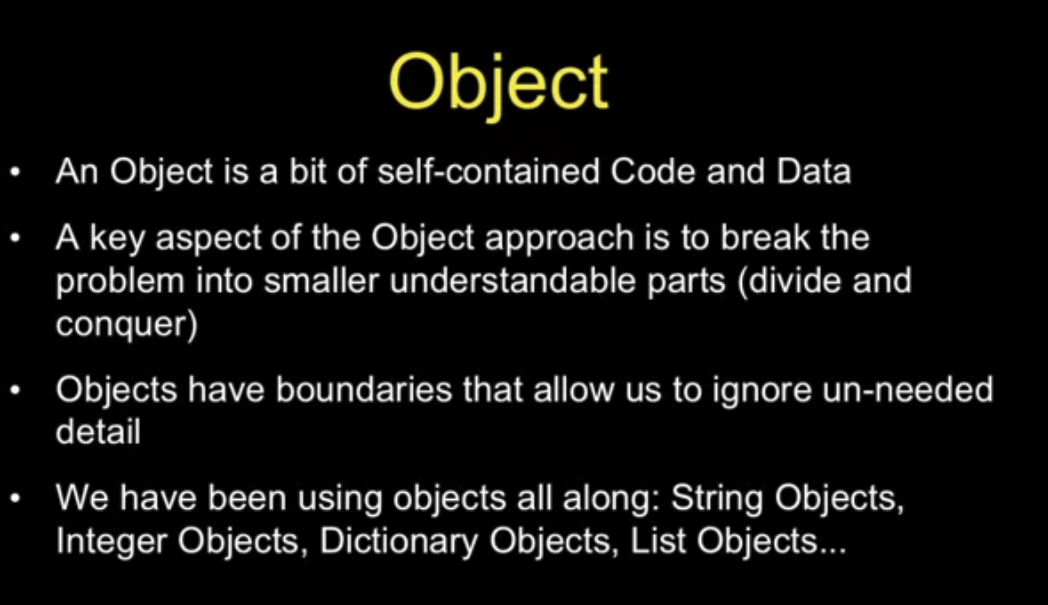 Object
• An Object is a bit of self-contained Code and Data
• A key aspect of the Object approach is to break the
problem into smaller understandable parts (divide and
conquer)
• Objects have boundaries that allow us to ignore un-needed
detail
• We have been using objects all along: String Objects,
Integer Objects, Dictionary Objects, List Objects...